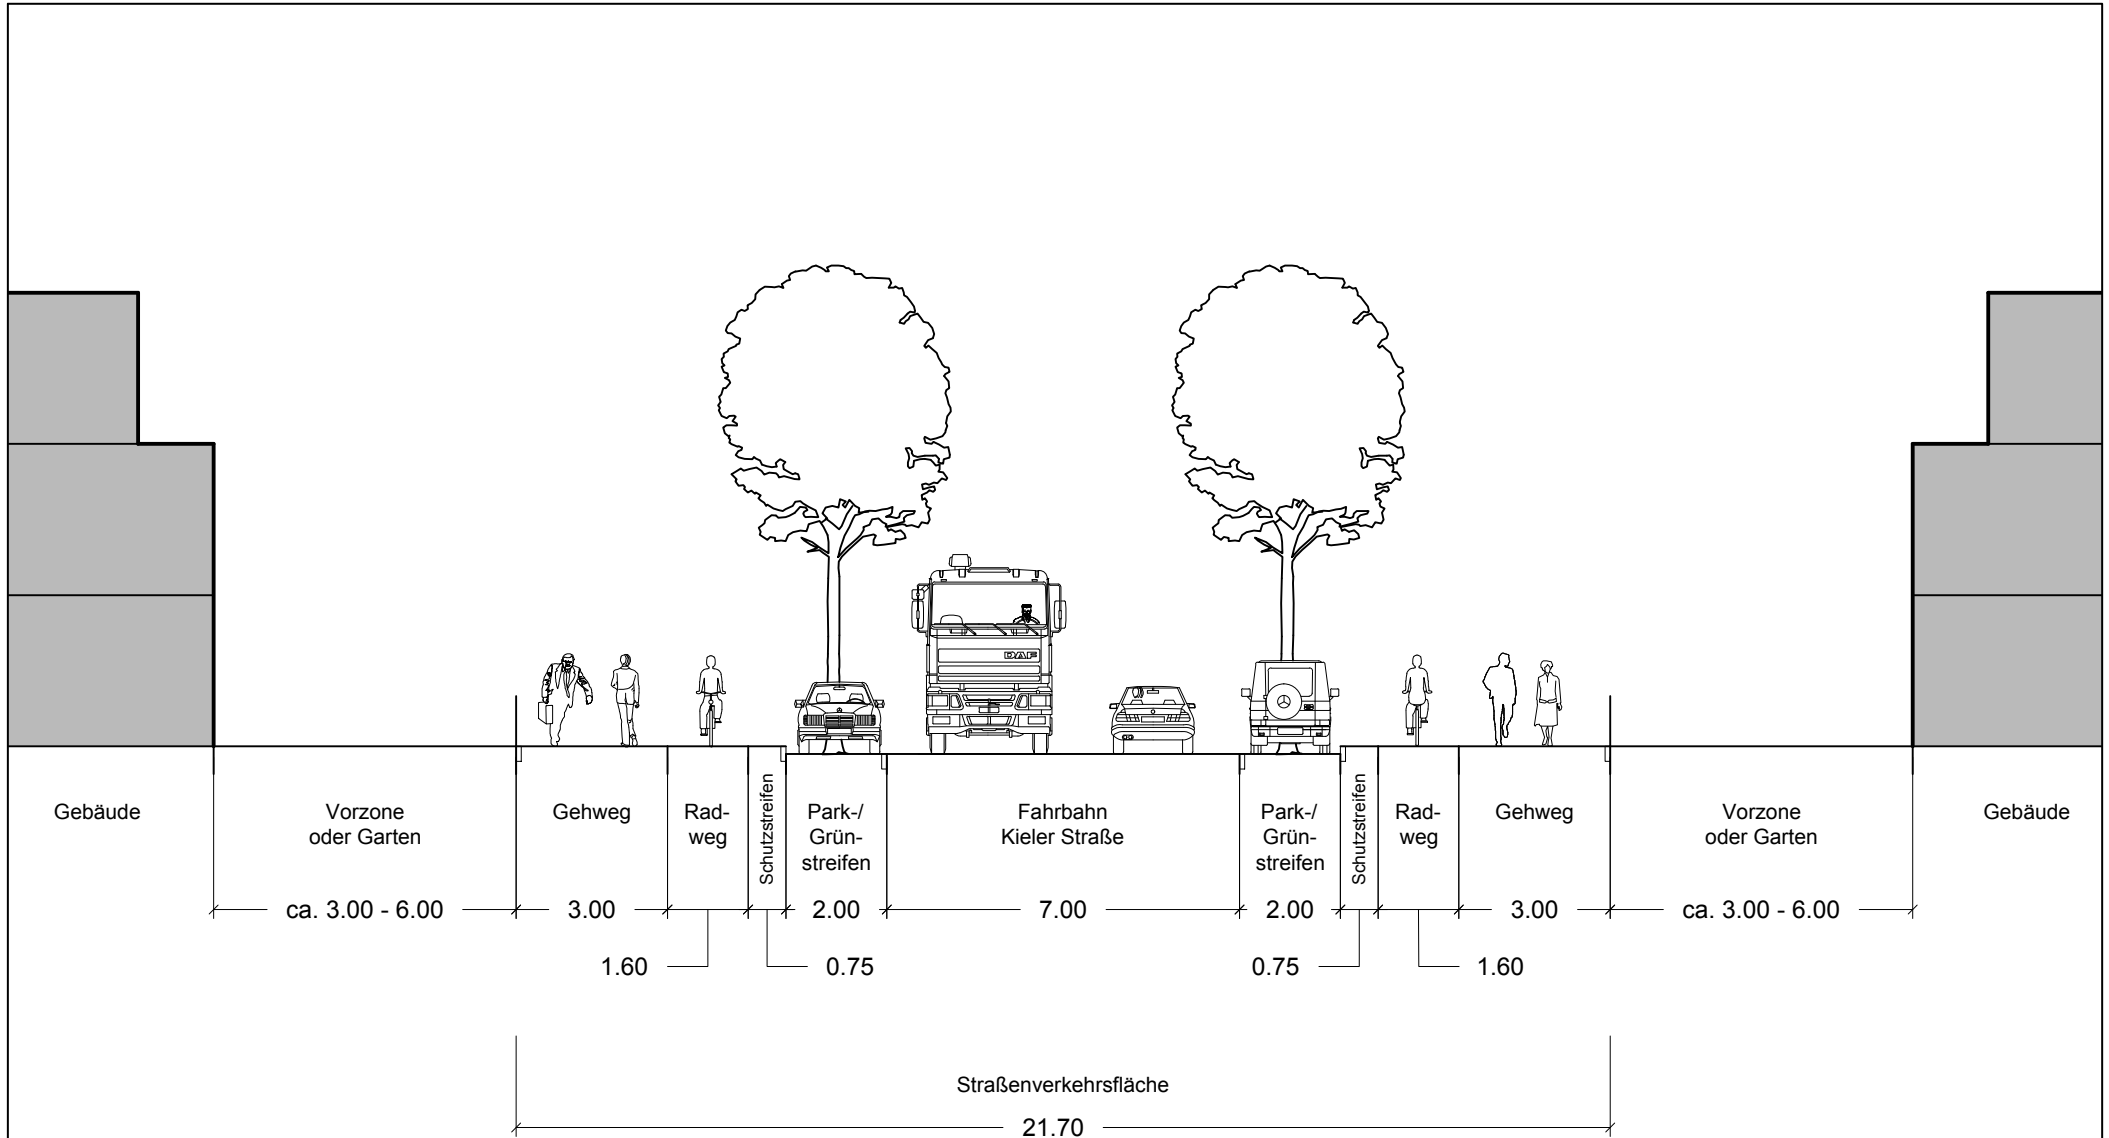 DAF
Gebäude
Vorzone
oder Garten
Gehweg
Rad-
weg
Schutzstreifen
Park-/
Grün-
streifen
Fahrbahn
Kieler Straße
Park-/
Grün-
streifen
Schutzstreifen
Rad-
weg
Gehweg
Vorzone
oder Garten
Gebäude
ca. 3.00 - 6.00
3.00
2.00
7.00
2.00
3.00
ca. 3.00 - 6.00
1.60
0.75
0.75
1.60
Straßenverkehrsfläche
21.70